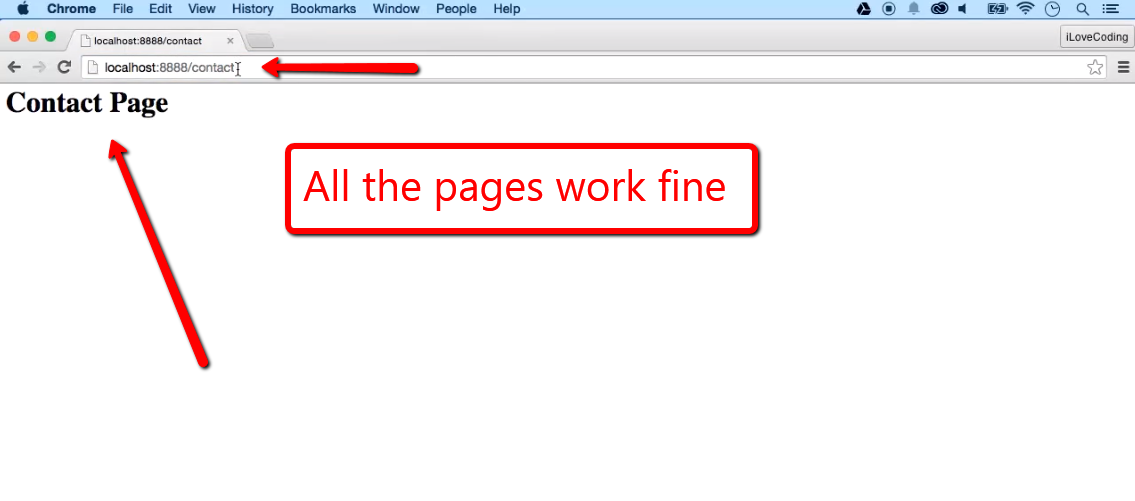 Chrome File Edit View History Bookmarks Window People Help
localhost:8888/contact
iLoveCoding
localhost:8888/contact
Contact Page
All the pages work fine